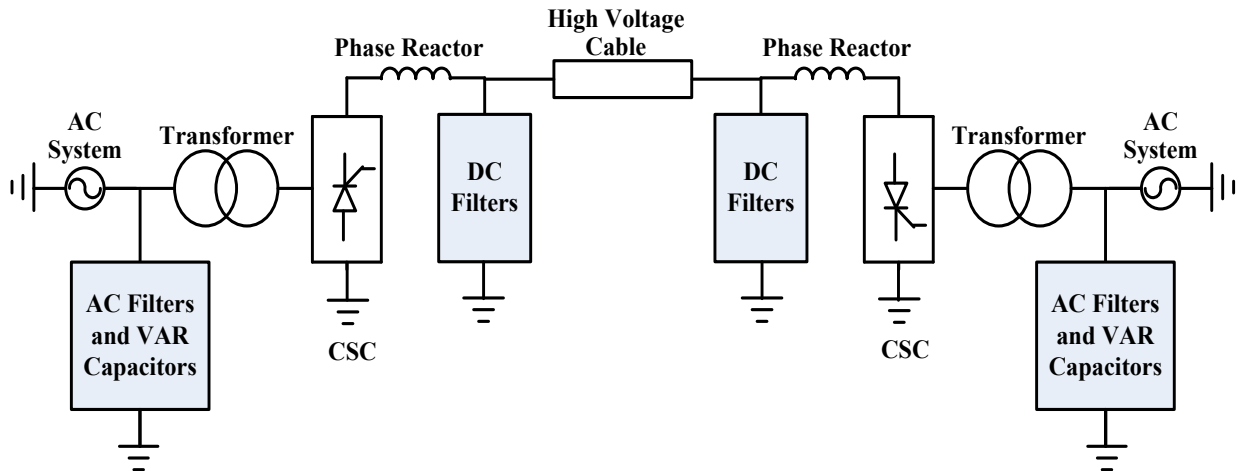 High Voltage
Cable
Phase Reactor
Phase Reactor
AC
System
Transformer
DC
Filters
DC
Filters
Transformer
AC
System
AC Filters
and VAR
Capacitors
CSC
CSC
AC Filters
and VAR
Capacitors